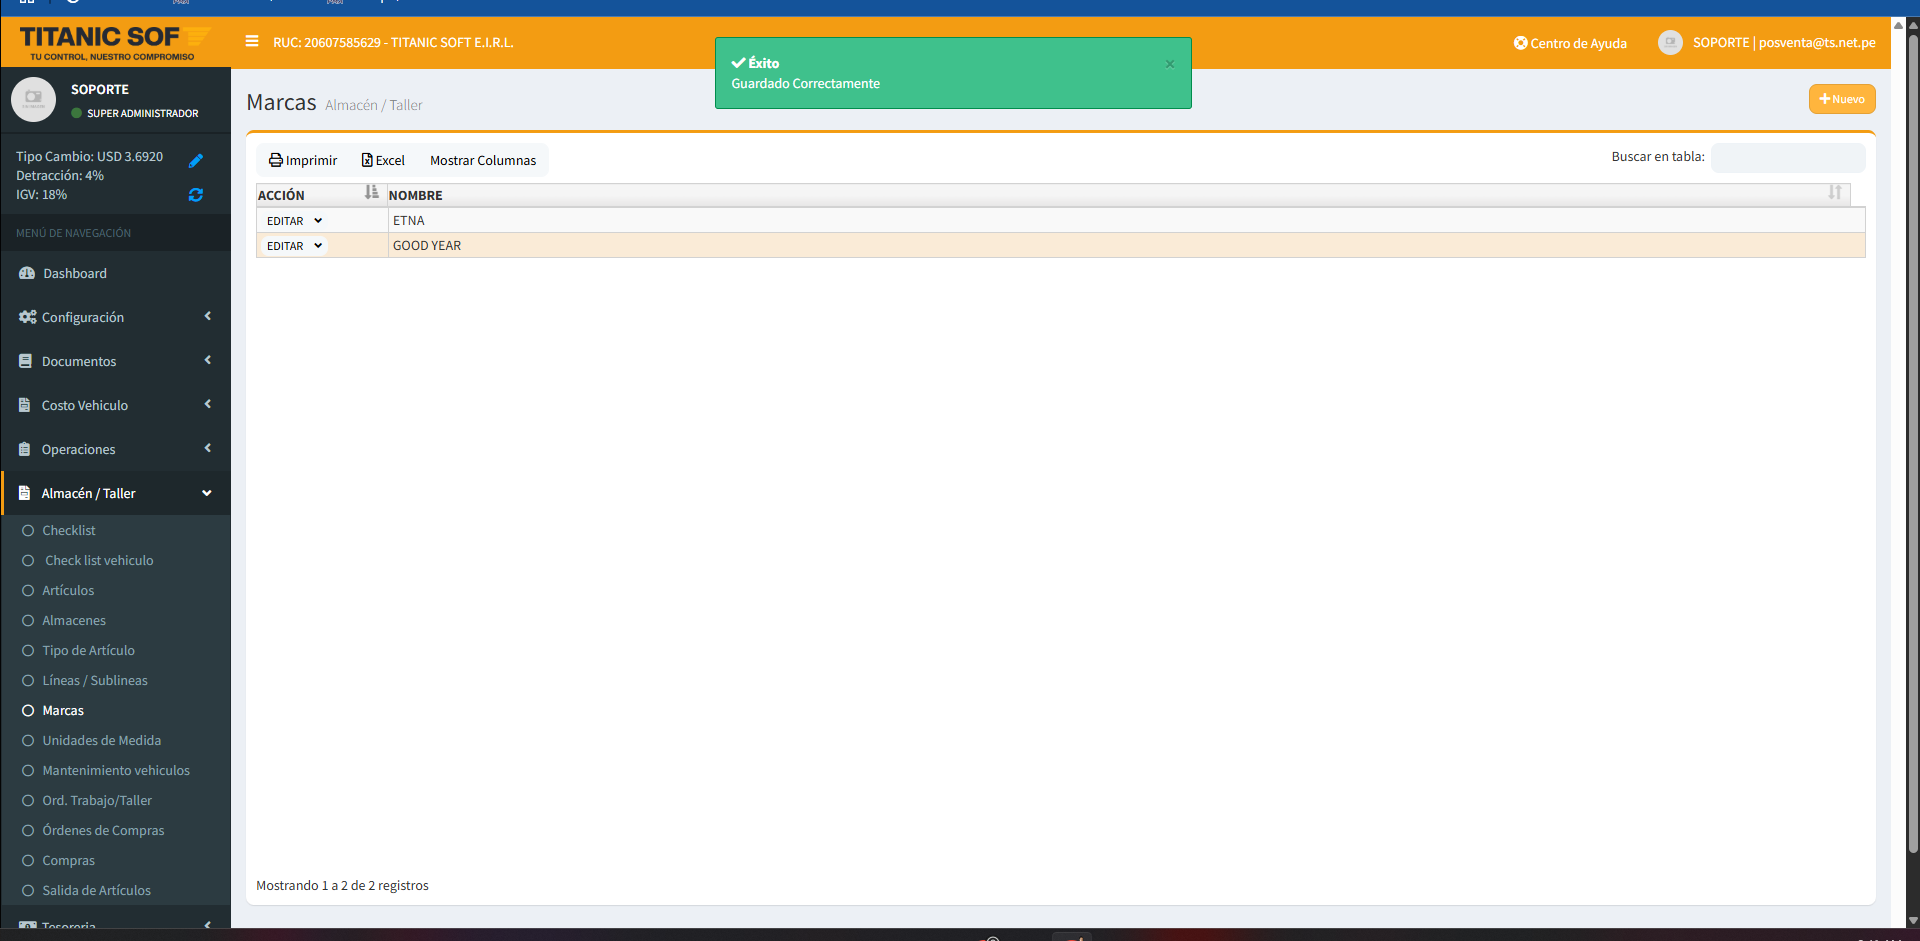 TITANIC SOF
TU CONTROL, NUESTRO COMPROMISO
RUC: 20607585629 - TITANIC SOFT E.I.R.L.
Centro de Ayuda
SOPORTE | posventa@ts.net.pe
Éxito
Guardado Correctamente
×
SOPORTE
SUPER ADMINISTRADOR
Tipo Cambio: USD 3.6920
Detracción: 4%
IGV: 18%
MENÚ DE NAVEGACIÓN
Dashboard
Configuración
Documentos
Costo Vehiculo
Operaciones
Almacén / Taller
Checklist
Check list vehiculo
Artículos
Almacenes
Tipo de Artículo
Líneas / Sublineas
Marcas
Unidades de Medida
Mantenimiento vehiculos
Ord. Trabajo/Taller
Órdenes de Compras
Compras
Salida de Artículos
Tesoreria
Marcas Almacén / Taller
Nuevo
Imprimir Excel Mostrar Columnas
Buscar en tabla:
ACCIÓN NOMBRE
EDITAR ETNA
EDITAR GOOD YEAR
Mostrando 1 a 2 de 2 registros